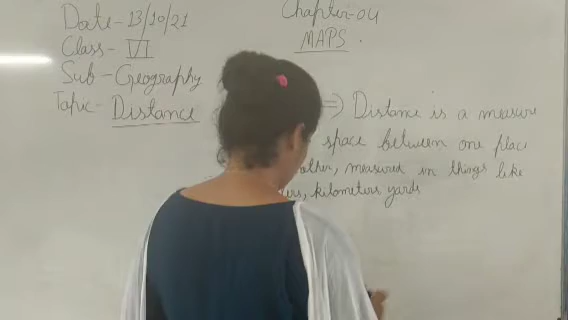 Date-13/10/21
Class- VI
Sub-Geography
Topic- Distance
Chapter-04
MAPS.
⇒ Distance is a measure
space between one place
other, measured in things like
kilometers yards